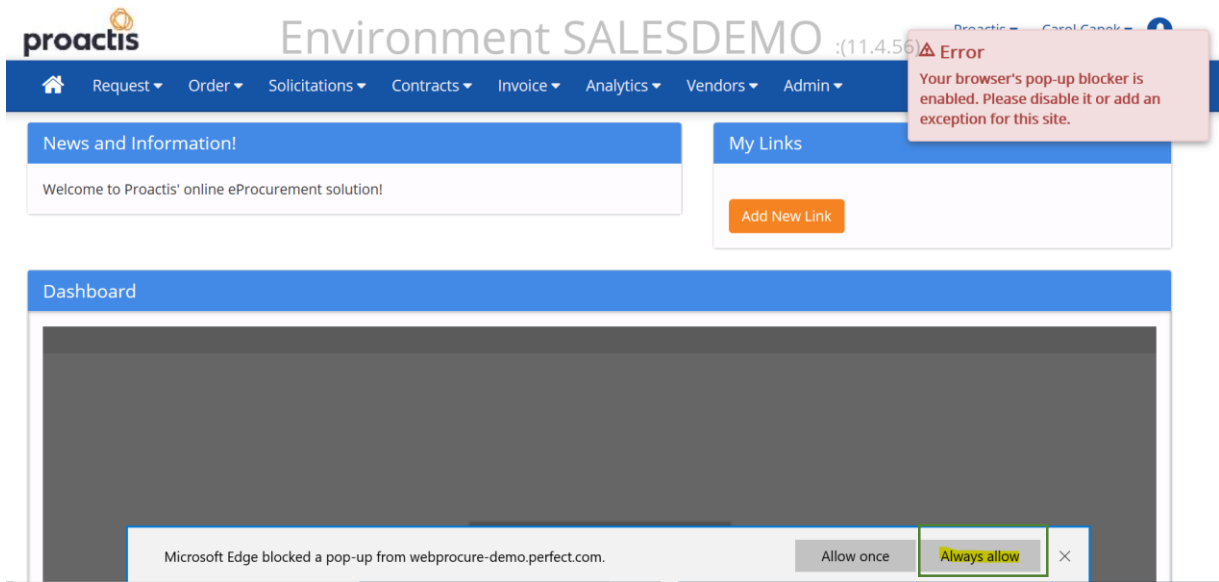 proactis
Environment SALESDEMO :(11.4.56)
Proactis Carol Canek
Error
Your browser's pop-up blocker is
enabled. Please disable it or add an
exception for this site.
Request Order Solicitations Contracts Invoice Analytics Vendors Admin
News and Information!
Welcome to Proactis' online eProcurement solution!
My Links
Add New Link
Dashboard
Microsoft Edge blocked a pop-up from webprocure-demo.perfect.com.
Allow once
Always allow